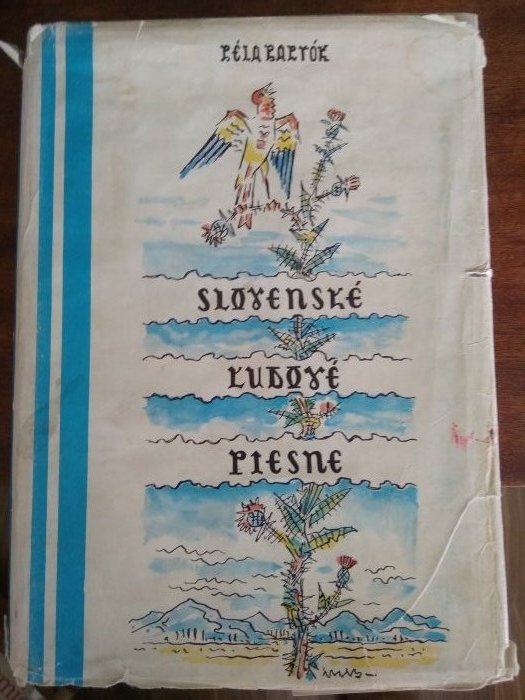 BÉLA BARTÓK
SLOVENSKÉ
ĽUDOVÉ
PIESNE